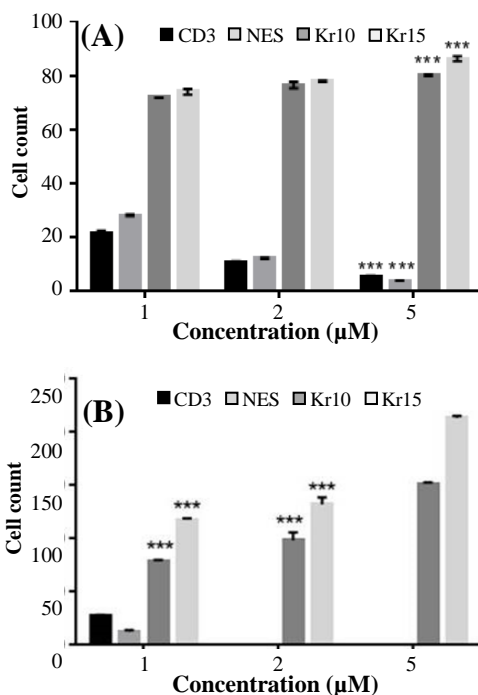 (A)
CD3 NES Kr10 Kr15
100
80
60
40
20
0
Cell count
*** ***
*** ***
1 2 5
Concentration (µM)
(B)
CD3 NES Kr10 Kr15
250
200
150
100
50
0
Cell count
*** ***
*** ***
1 2 5
Concentration (µM)